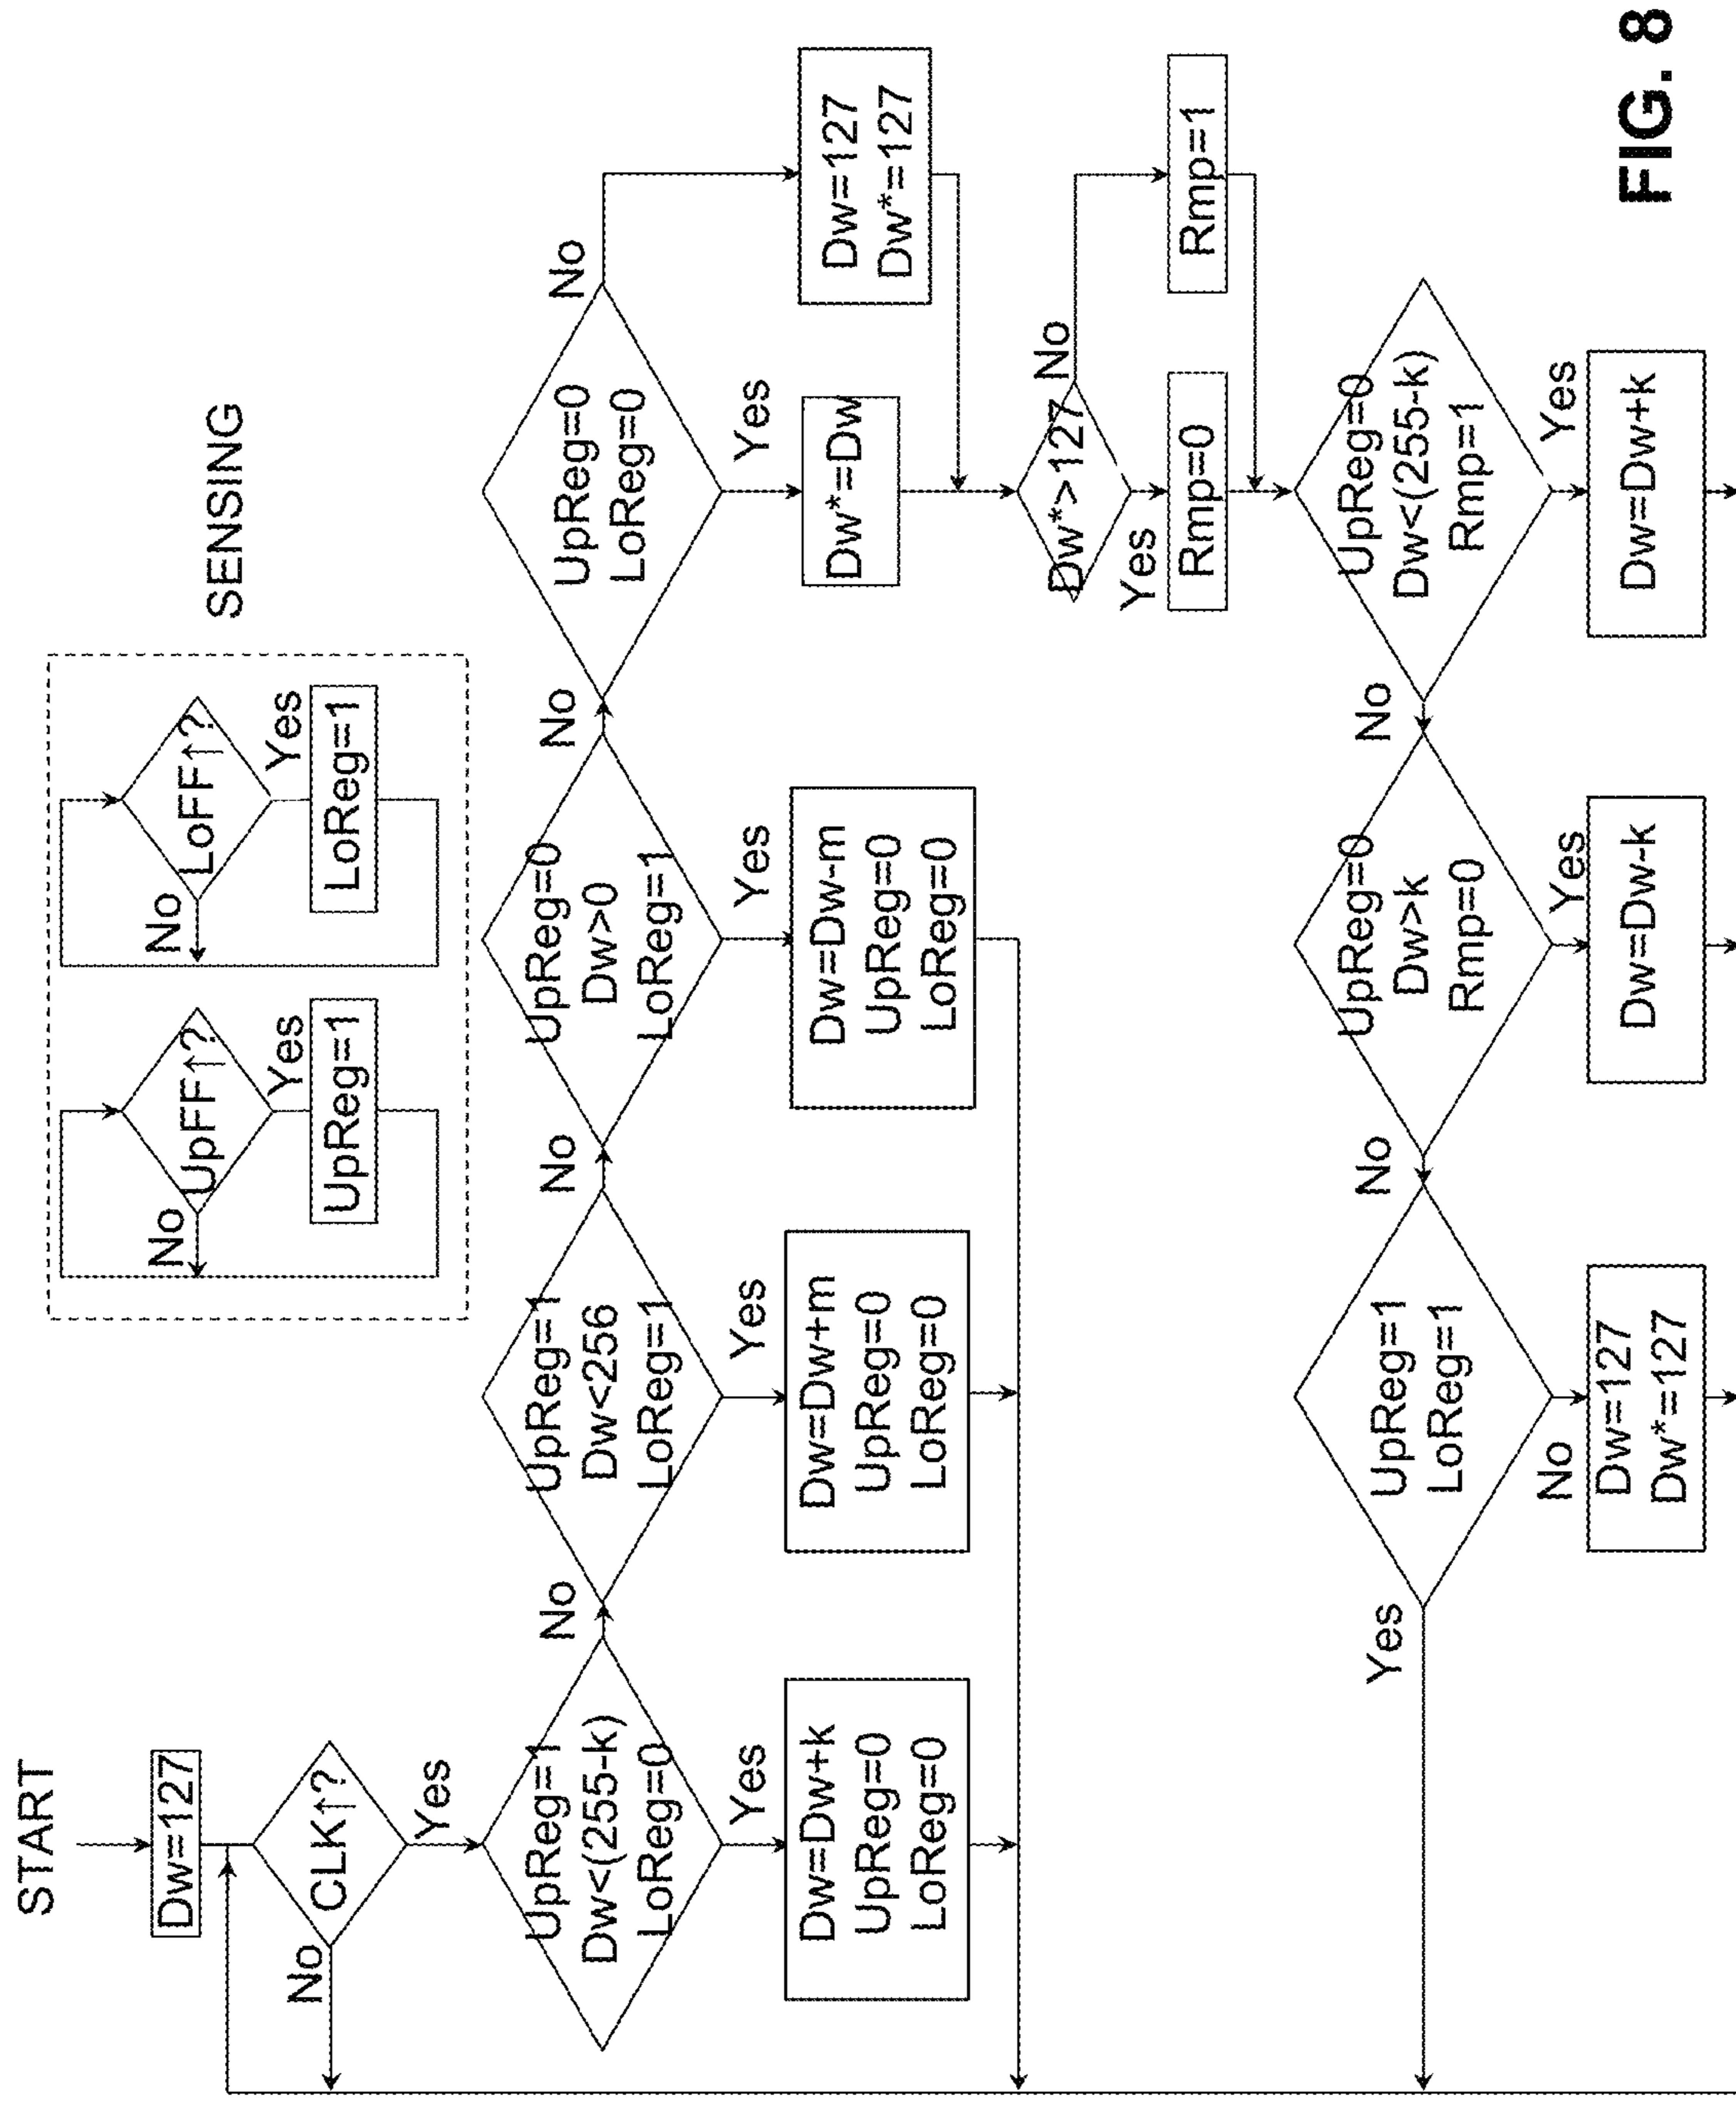 START
Dw=127
CLK↑?
No
Yes
SENSING
UpFF↑?
No
Yes
UpReg=1
LoFF↑?
No
Yes
LoReg=1
UpReg=1
Dw<(255-k)
LoReg=0
No
Yes
Dw=Dw+k
UpReg=0
LoReg=0
UpReg=1
Dw<256
LoReg=1
No
Yes
Dw=Dw+m
UpReg=0
LoReg=0
UpReg=0
Dw>0
LoReg=1
No
Yes
Dw=Dw-m
UpReg=0
LoReg=0
UpReg=0
LoReg=0
No
Yes
Dw*=Dw
Dw=127
Dw*=127
Dw*>127
No
Yes
Rmp=0
Rmp=1
UpReg=0
Dw<(255-k)
Rmp=1
No
Yes
Dw=Dw+k
UpReg=0
Dw>k
Rmp=0
No
Yes
Dw=Dw-k
UpReg=1
LoReg=1
Yes
No
Dw=127
Dw*=127
FIG. 8